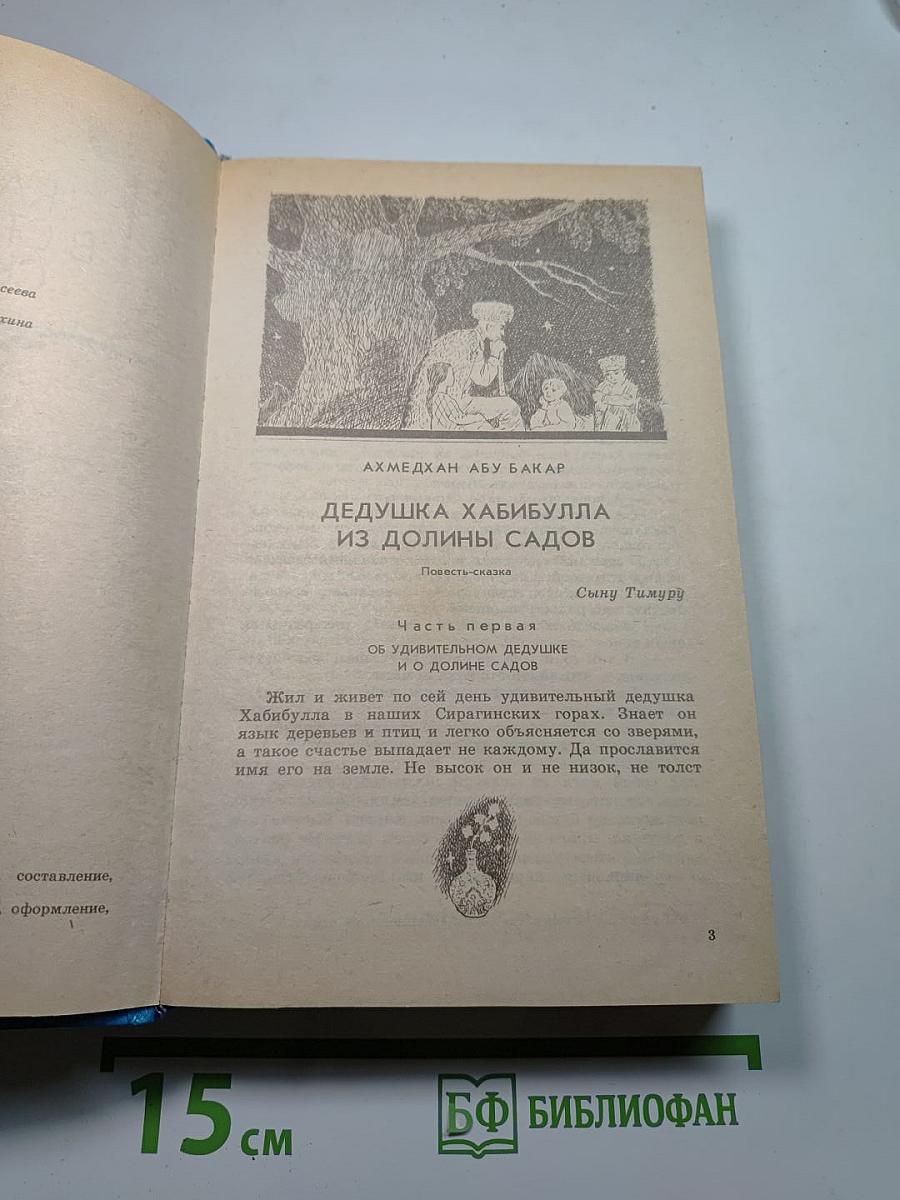 сеева
хина
составление,
оформление,
АХМЕДХАН АБУ БАКАР
ДЕДУШКА ХАБИБУЛЛА
ИЗ ДОЛИНЫ САДОВ
Повесть-сказка
Сыну Тимуру
Часть первая
ОБ УДИВИТЕЛЬНОМ ДЕДУШКЕ
И О ДОЛИНЕ САДОВ
Жил и живет по сей день удивительный дедушка
Хабибулла в наших Сирагинских горах. Знает он
язык деревьев и птиц и легко объясняется со зверями,
а такое счастье выпадает не каждому. Да прославится
имя его на земле. Не высок он и не низок, не толст
3
15 см
БФ БИБЛИОФАН